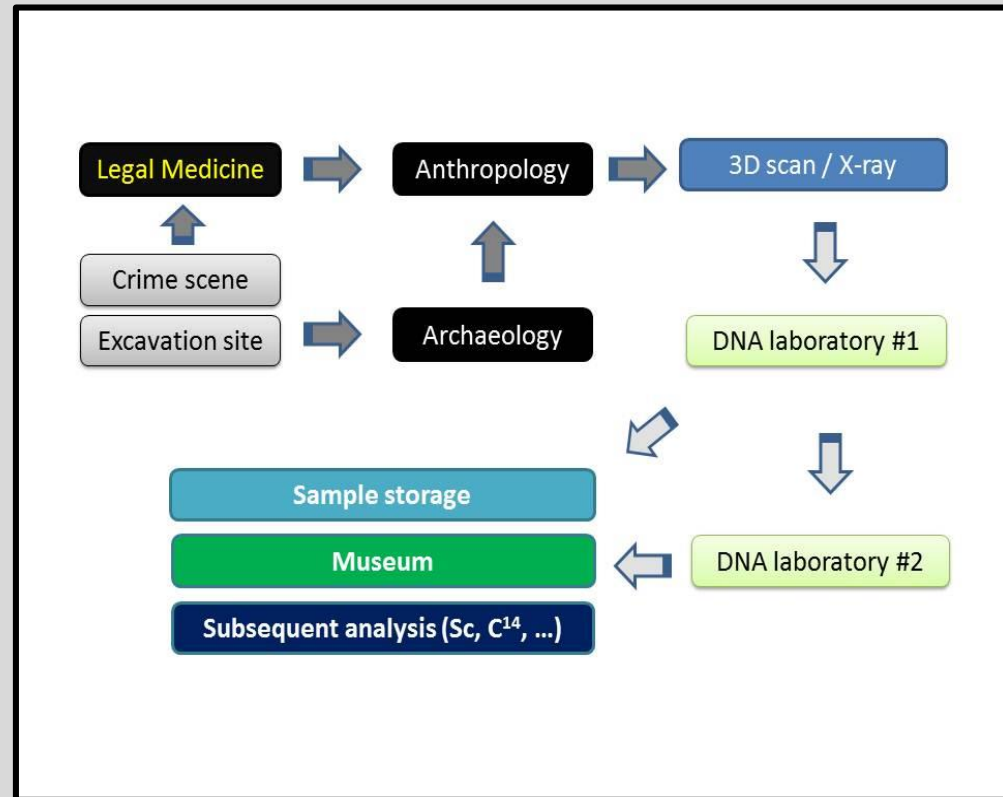 Legal Medicine
Anthropology
3D scan / X-ray
Crime scene
Excavation site
Archaeology
DNA laboratory #1
Sample storage
Museum
DNA laboratory #2
Subsequent analysis (Sc, C¹⁴, ...)